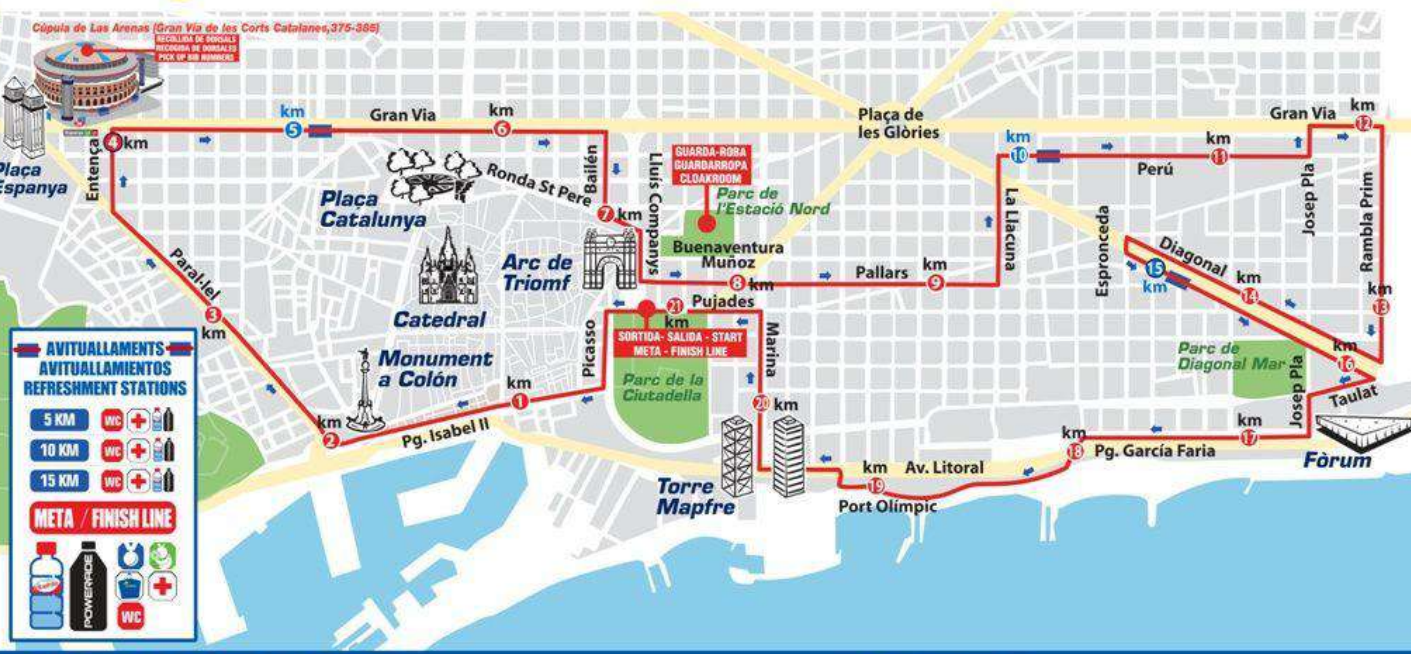 Cúpula de Las Arenas (Gran Vía de les Corts Catalanes,375-385)
RECOLLIDA DE DORSALS
RECOGIDA DE DORSALES
PICK UP BIB NUMBERS
Plaça
Espanya
4 km
Entença
km
5
Gran Via
km
6
Bailén
Ronda St Pere
7 km
Plaça
Catalunya
Lluís Companys
GUARDA-ROBA
GUARDARROPA
CLOAKROOM
Parc de
l'Estació Nord
Buenaventura
Muñoz
Arc de
Triomf
8 km
Pallars
km
9
Plaça de
les Glòries
km
10
La Llacuna
Perú
11
Josep Pla
Gran Via
km
12
Rambla Prim
km
13
Espronceda
Diagonal
km
14
15
km
km
16
Parc de
Diagonal Mar
Josep Pla
Taulat
Fòrum
17
Pg. García Faria
km
18
Av. Litoral
km
19
Port Olímpic
Torre
Mapfre
20 km
Marina
Pujades
21
km
SORTIDA- SALIDA - START
META - FINISH LINE
Parc de la
Ciutadella
Picasso
km
1
Pg. Isabel II
Catedral
Monument
a Colón
km
2
Paral·lel
3
km
AVITUALLAMENTS
AVITUALLAMIENTOS
REFRESHMENT STATIONS
5 KM WC
10 KM WC
15 KM WC
META / FINISH LINE
POWERADE
WC